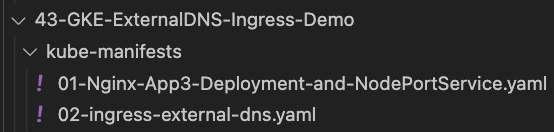 43-GKE-ExternalDNS-Ingress-Demo
kube-manifests
! 01-Nginx-App3-Deployment-and-NodePortService.yaml
! 02-ingress-external-dns.yaml